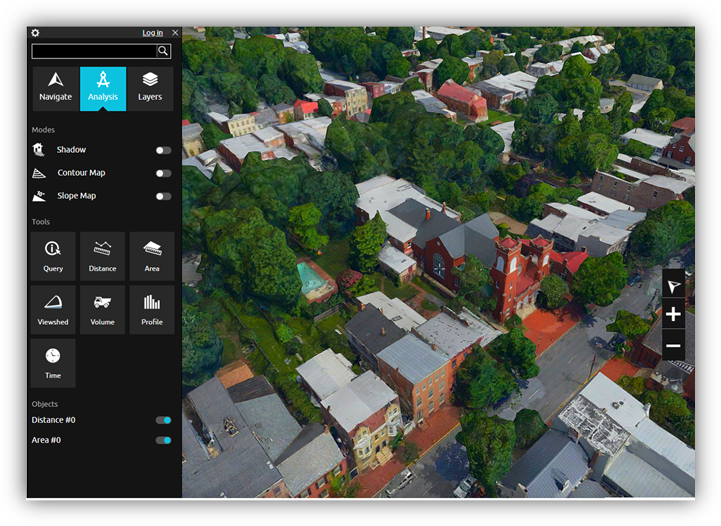 Log in
Navigate
Analysis
Layers
Modes
Shadow
Contour Map
Slope Map
Tools
Query
Distance
Area
Viewshed
Volume
Profile
Time
Objects
Distance #0
Area #0